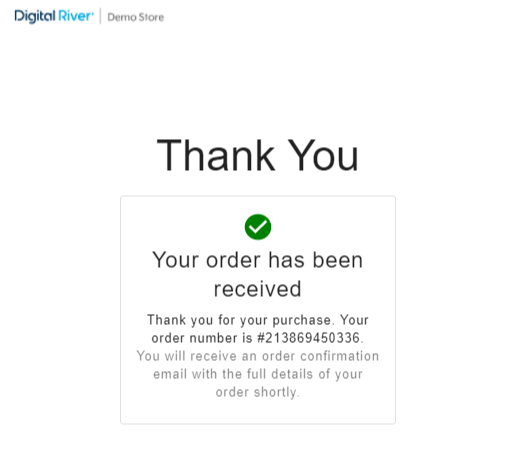 Digital River | Demo Store
Thank You
Your order has been
received
Thank you for your purchase. Your
order number is #213869450336.
You will receive an order confirmation
email with the full details of your
order shortly.